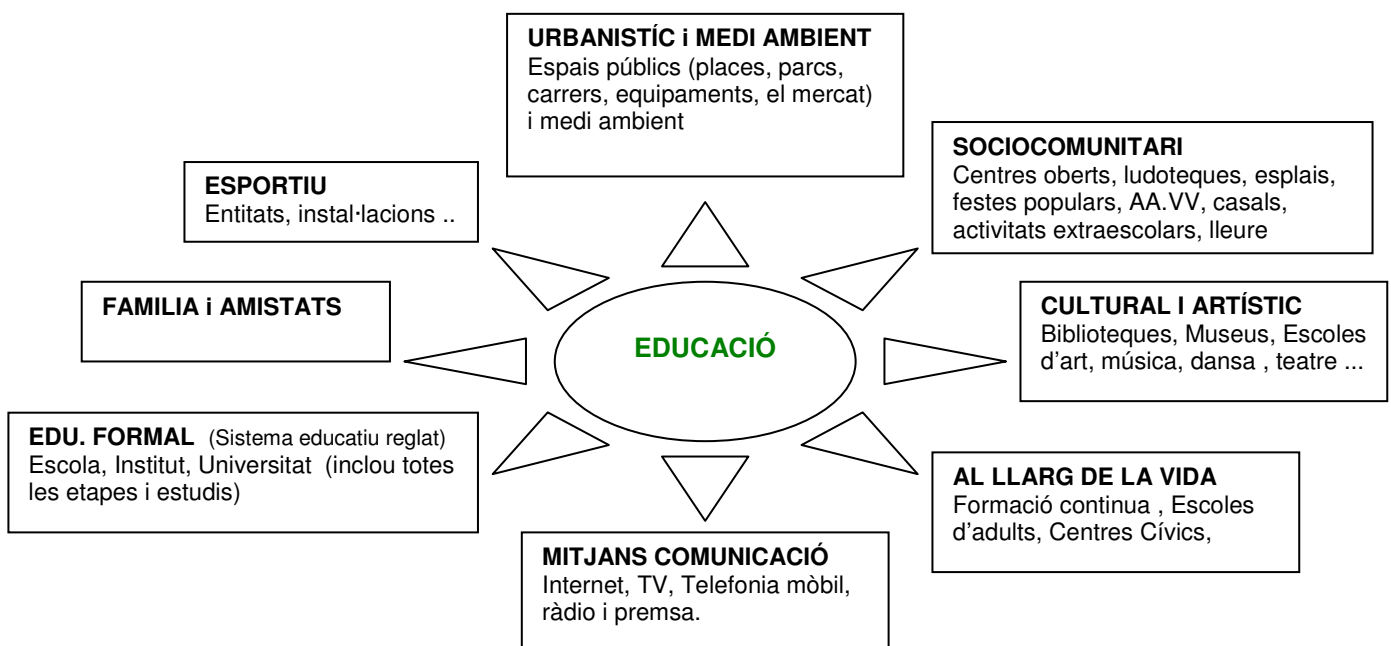 URBANISTÍC i MEDI AMBIENT
Espais públics (places, parcs,
carrers, equipaments, el mercat)
i medi ambient
SOCIOCOMUNITARI
Centres oberts, ludoteques, esplais,
festes populars, AA.VV, casals,
activitats extraescolars, lleure
ESPORTIU
Entitats, instal·lacions ..
FAMILIA i AMISTATS
CULTURAL I ARTÍSTIC
Biblioteques, Museus, Escoles
d'art, música, dansa , teatre ...
EDUCACIÓ
EDU. FORMAL (Sistema educatiu reglat)
Escola, Institut, Universitat (inclou totes
les etapes i estudis)
AL LLARG DE LA VIDA
Formació continua , Escoles
d'adults, Centres Cívics,
MITJANS COMUNICACIÓ
Internet, TV, Telefonia mòbil,
ràdio i premsa.